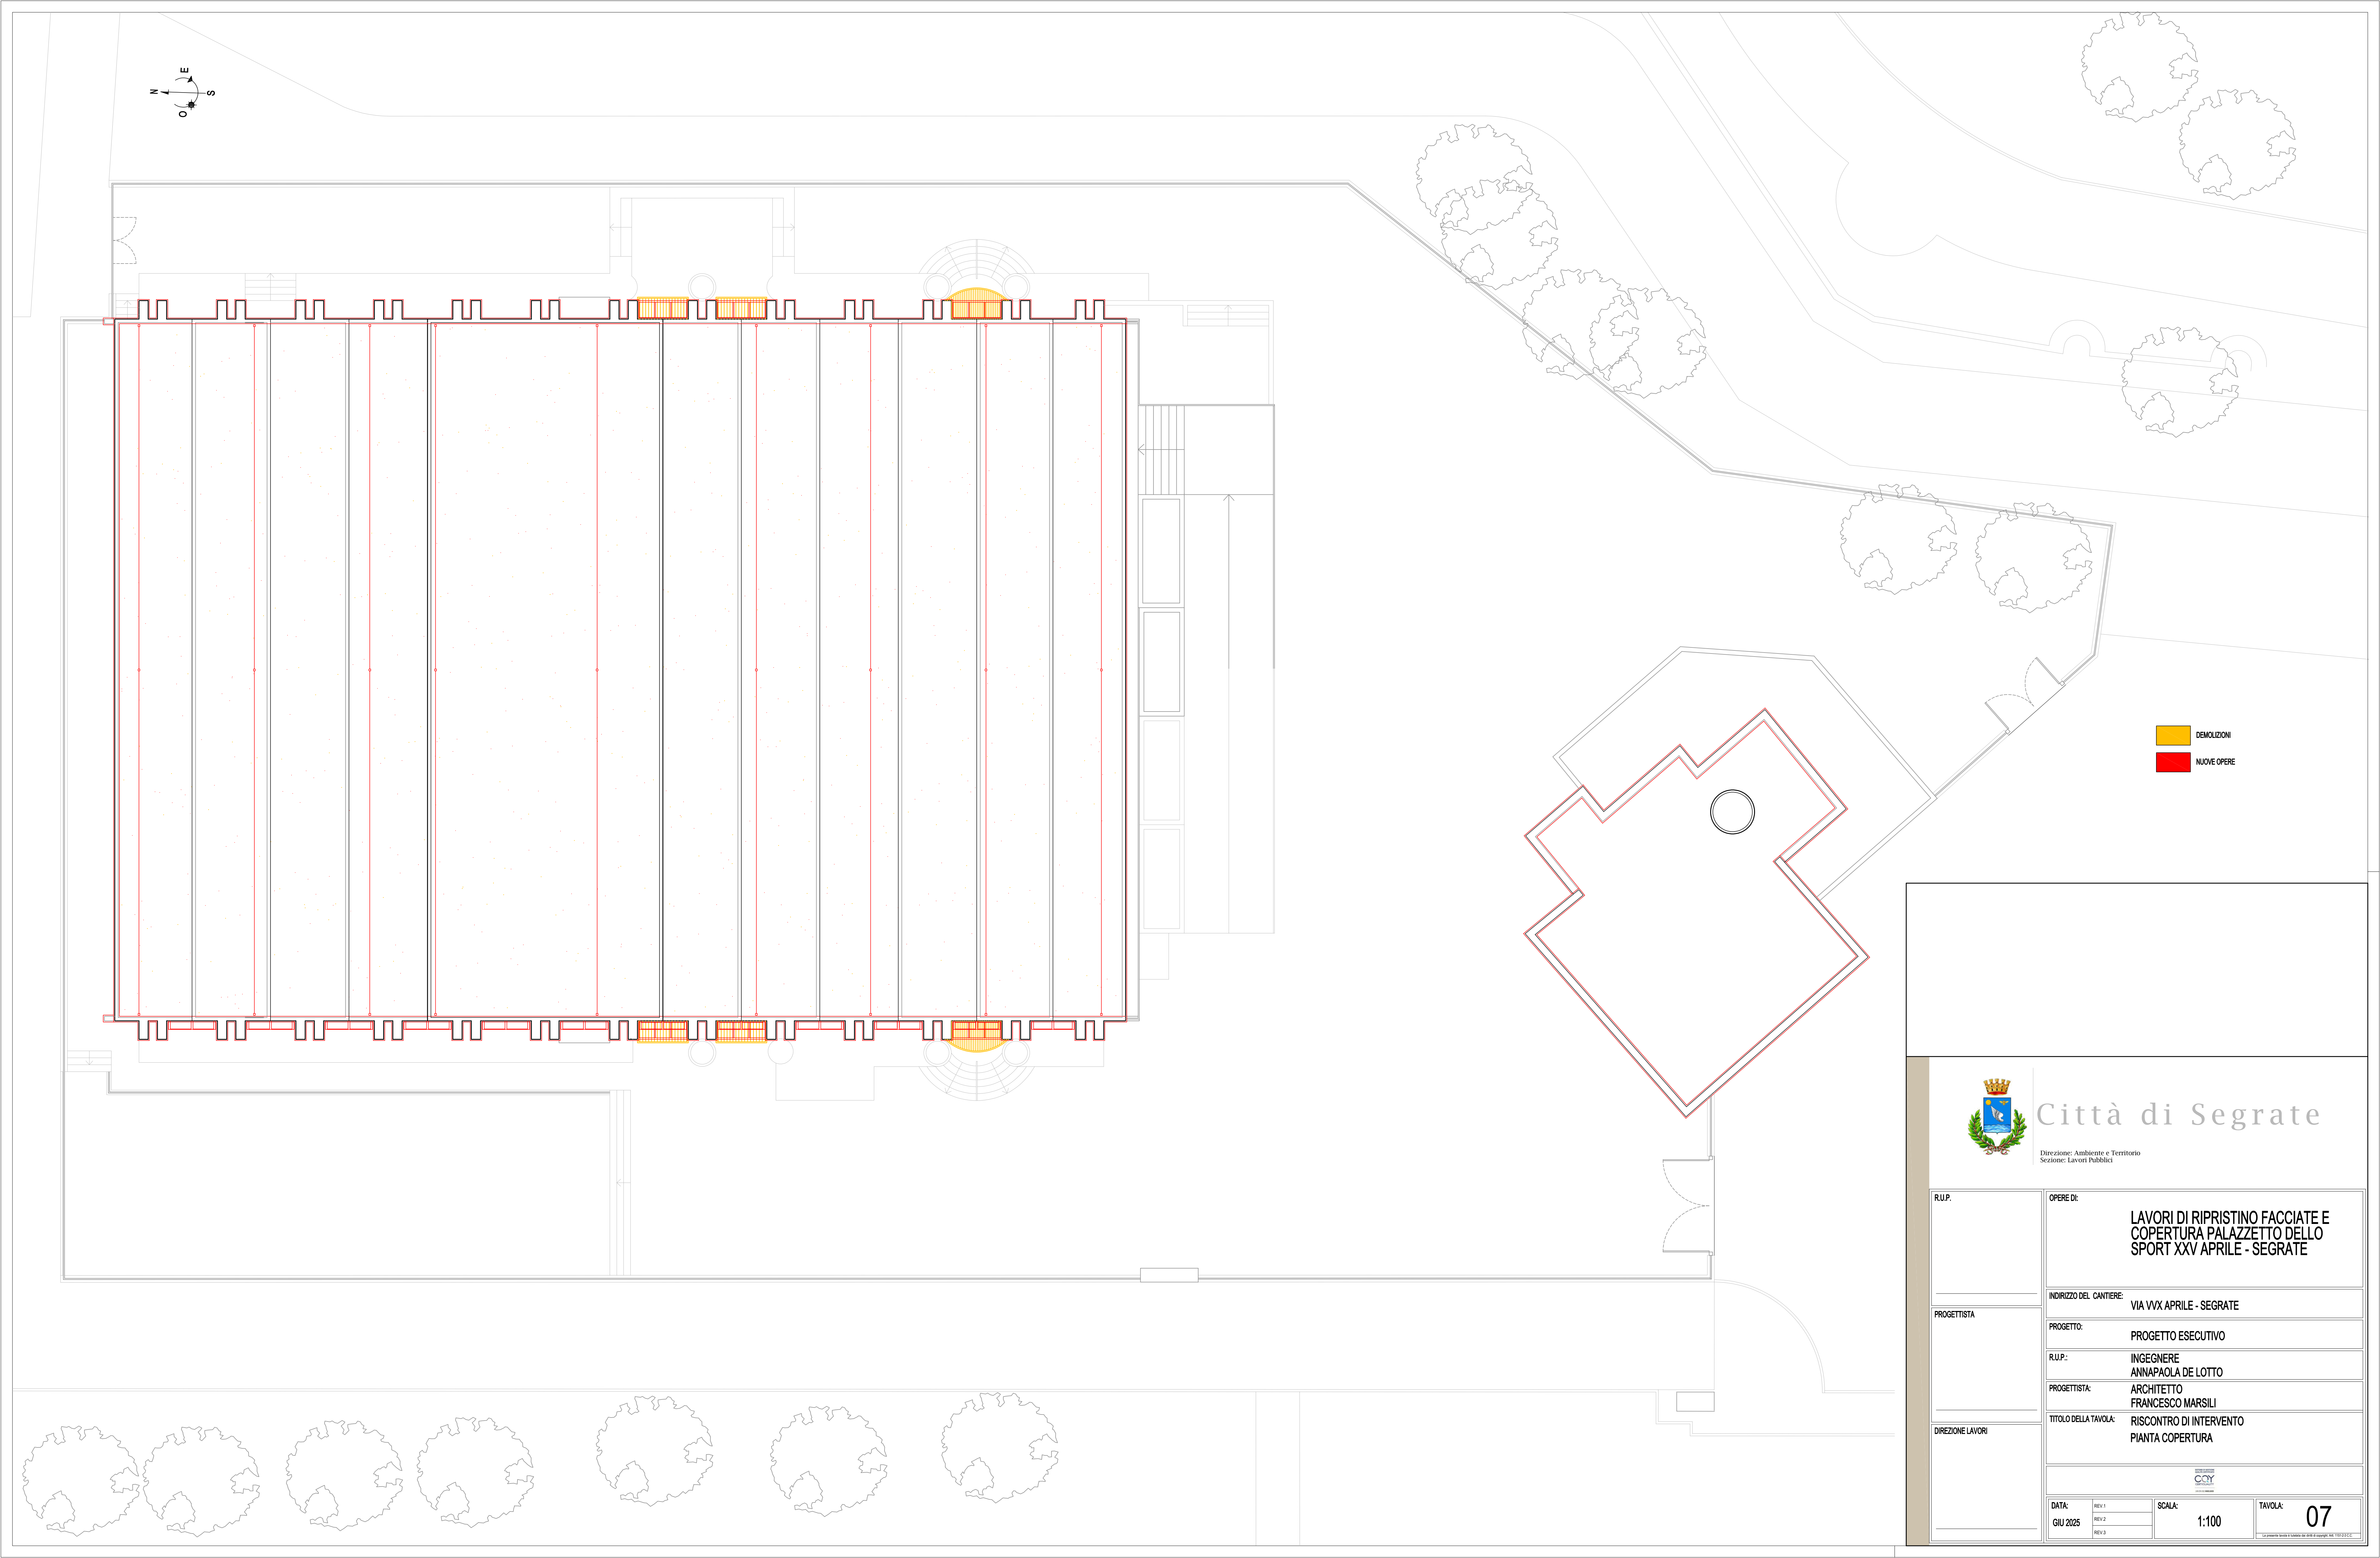 E
N
S
O
DEMOLIZIONI
NUOVE OPERE
Città di Segrate
Direzione: Ambiente e Territorio
Sezione: Lavori Pubblici
R.U.P.
OPERE DI:
LAVORI DI RIPRISTINO FACCIATE E
COPERTURA PALAZZETTO DELLO
SPORT XXV APRILE - SEGRATE
INDIRIZZO DEL CANTIERE:
VIA VVX APRILE - SEGRATE
PROGETTISTA
PROGETTO:
PROGETTO ESECUTIVO
R.U.P.:
INGEGNERE
ANNAPAOLA DE LOTTO
PROGETTISTA:
ARCHITETTO
FRANCESCO MARSILI
TITOLO DELLA TAVOLA:
RISCONTRO DI INTERVENTO
PIANTA COPERTURA
DIREZIONE LAVORI
DATA:
GIU 2025
REV.1
REV.2
REV.3
SCALA:
1:100
TAVOLA:
07